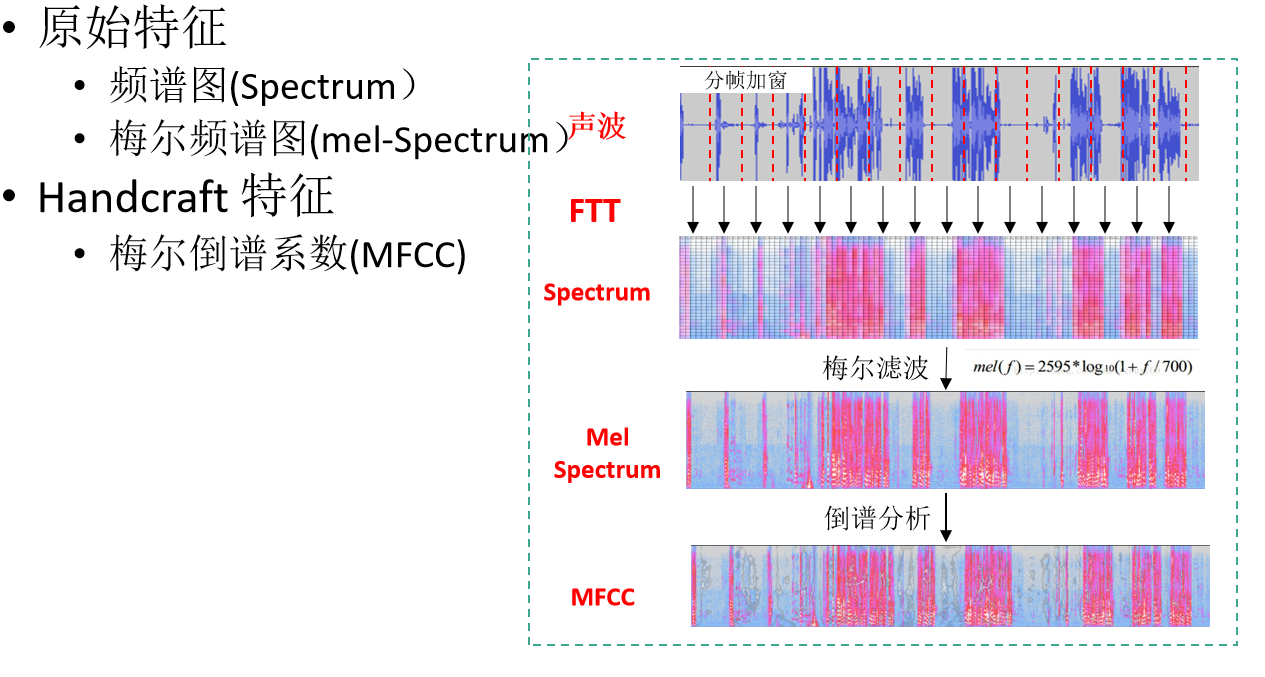 • 原始特征
• 频谱图(Spectrum）
• 梅尔频谱图(mel-Spectrum）
• Handcraft 特征
• 梅尔倒谱系数(MFCC)
分帧加窗
声波
FTT
Spectrum
梅尔滤波
mel(f) = 2595*log10(1+ f / 700)
Mel
Spectrum
倒谱分析
MFCC